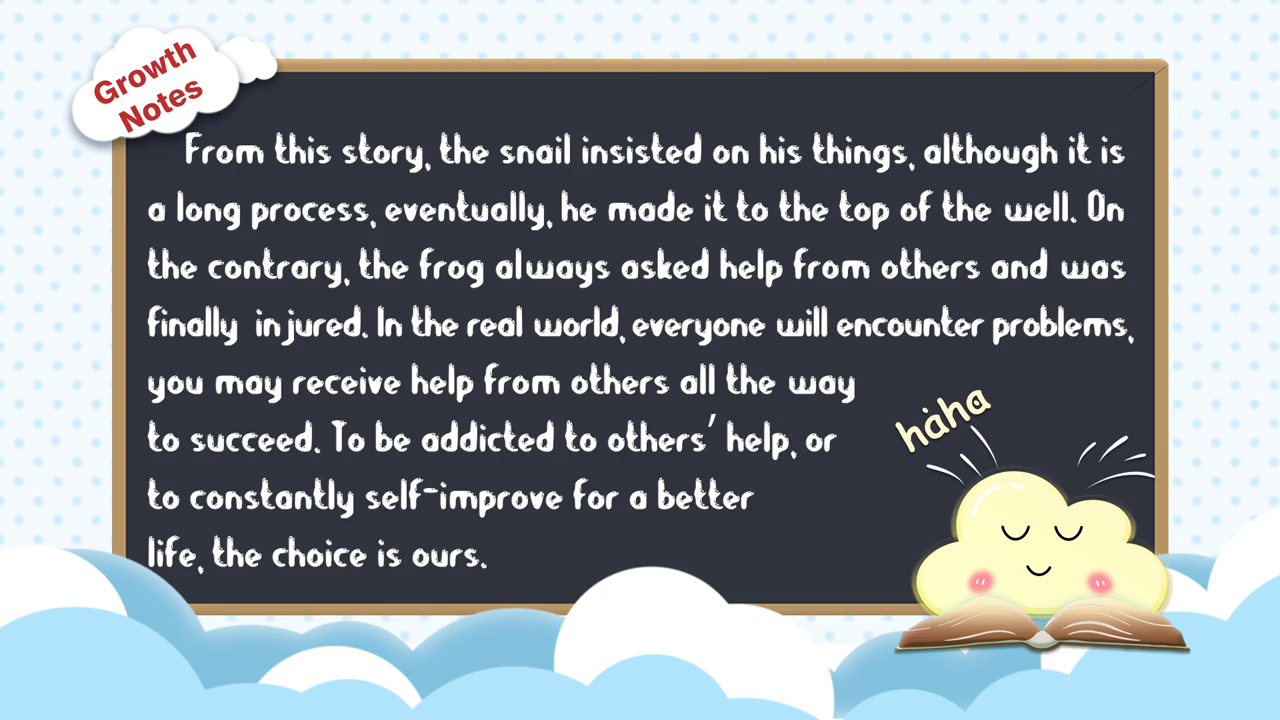 Growth
Notes
From this story, the snail insisted on his things, although it is
a long process, eventually, he made it to the top of the well. On
the contrary, the frog always asked help from others and was
finally injured. In the real world, everyone will encounter problems,
you may receive help from others all the way
to succeed. To be addicted to others' help, or
to constantly self-improve for a better
life, the choice is ours.
haha